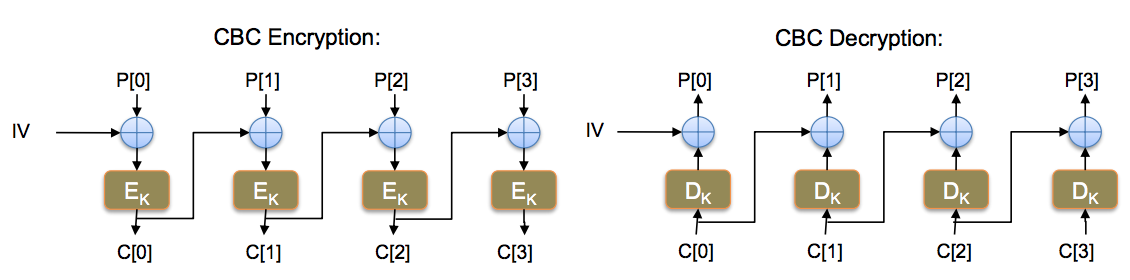 CBC Encryption:
P[0] P[1] P[2] P[3]
IV
E_K E_K E_K E_K
C[0] C[1] C[2] C[3]
CBC Decryption:
P[0] P[1] P[2] P[3]
IV
D_K D_K D_K D_K
C[0] C[1] C[2] C[3]